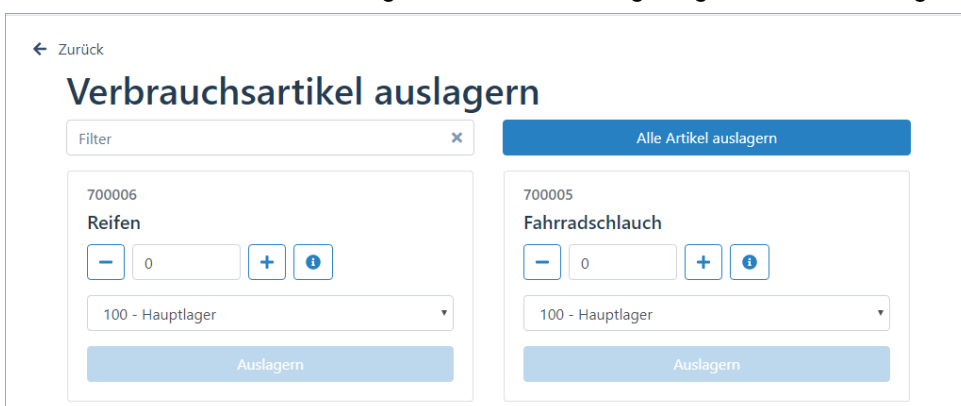 Zurück
Verbrauchsartikel auslagern
Filter
Alle Artikel auslagern
700006
Reifen
0
100 - Hauptlager
Auslagern
700005
Fahrradschlauch
0
100 - Hauptlager
Auslagern